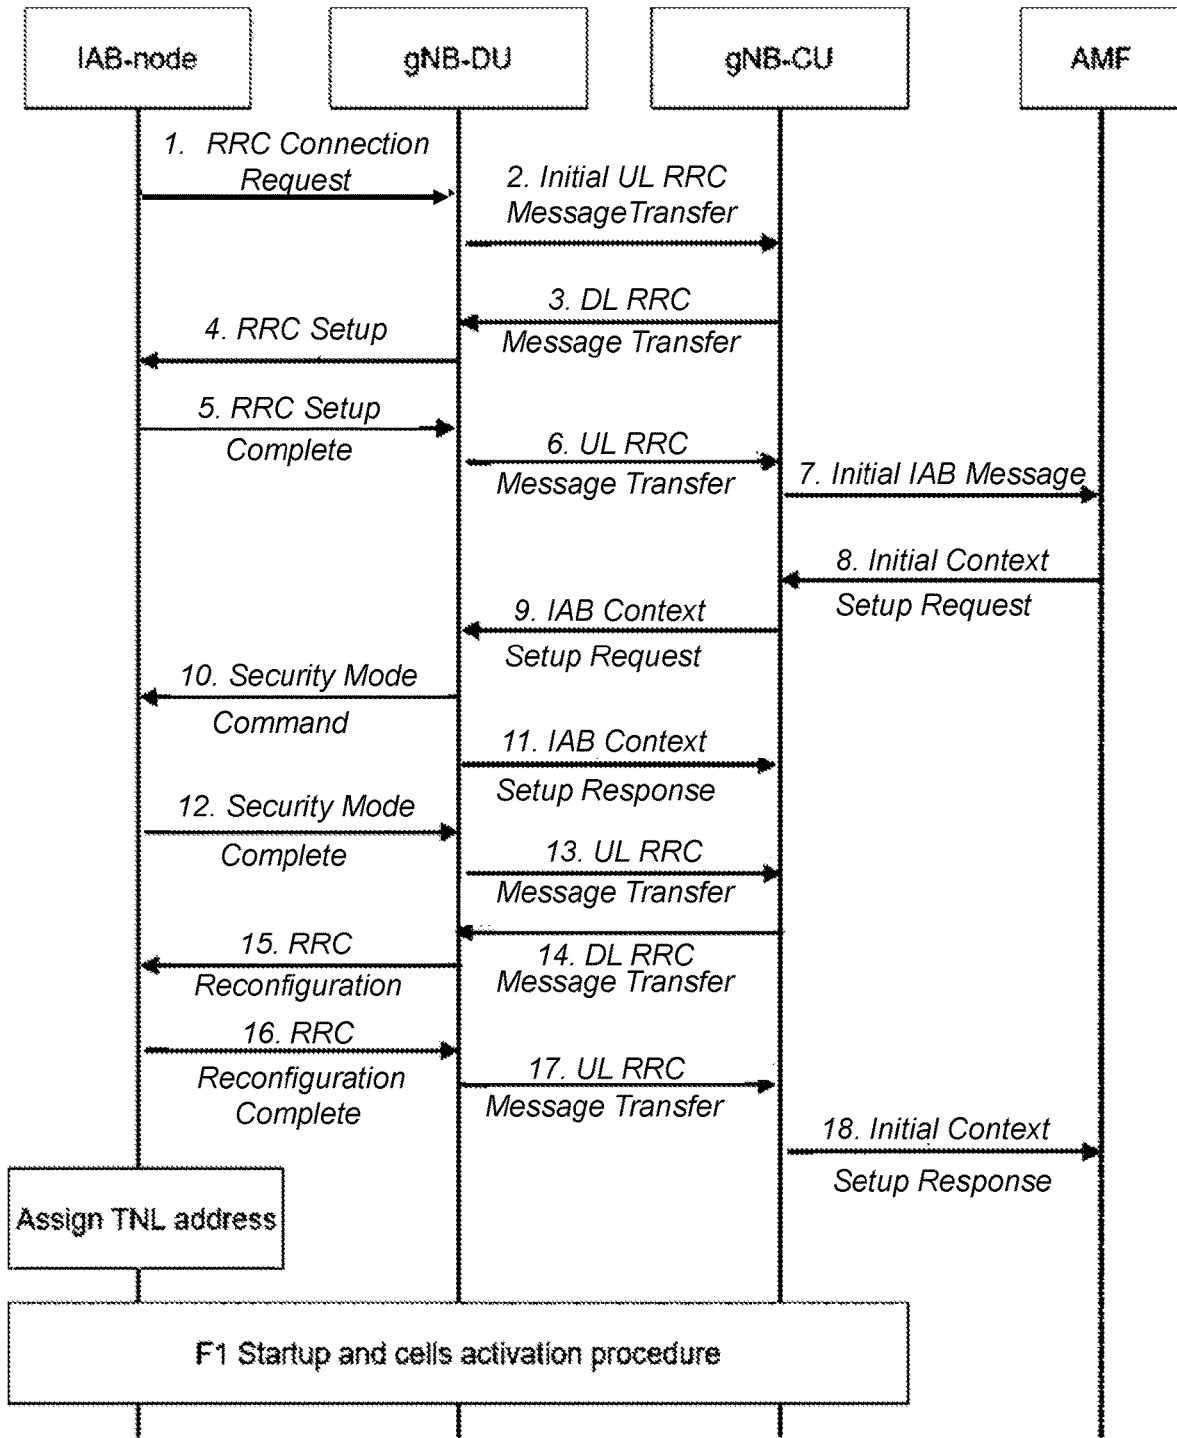 IAB-node
gNB-DU
gNB-CU
AMF
1. RRC Connection
Request
2. Initial UL RRC
MessageTransfer
3. DL RRC
Message Transfer
4. RRC Setup
5. RRC Setup
Complete
6. UL RRC
Message Transfer
7. Initial IAB Message
8. Initial Context
Setup Request
9. IAB Context
Setup Request
10. Security Mode
Command
11. IAB Context
Setup Response
12. Security Mode
Complete
13. UL RRC
Message Transfer
14. DL RRC
Message Transfer
15. RRC
Reconfiguration
16. RRC
Reconfiguration
Complete
17. UL RRC
Message Transfer
18. Initial Context
Setup Response
Assign TNL address
F1 Startup and cells activation procedure